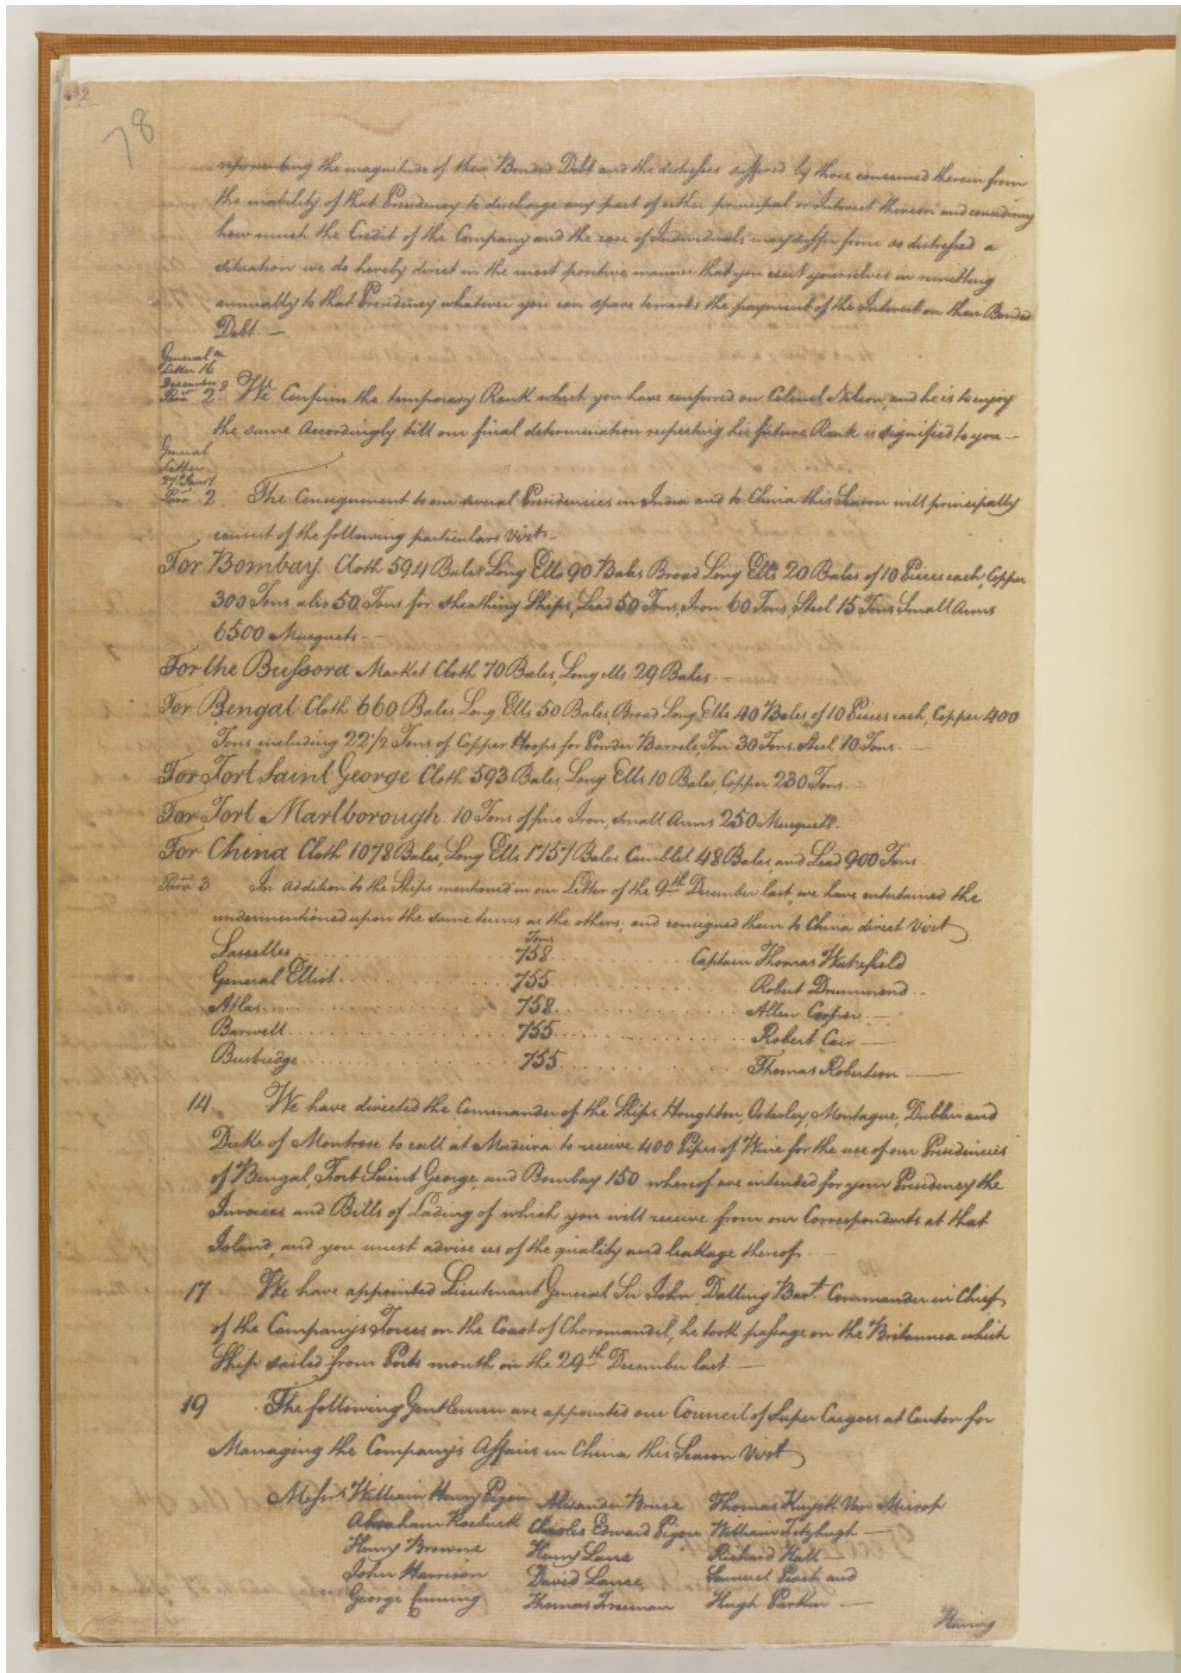 78
representing the magnitude of their Bonded Debt and the distresses suffered by those concerned therein from
the inability of that Presidency to discharge any part of either principal or Interest thereon and considering
how much the Credit of the Company and the case of Individuals may suffer from so distressed a
situation we do hereby direct in the most positive manner that you exert yourselves in remitting
annually to that Presidency whatever you can spare towards the payment of the Interest on their Bonded
Debt. —
General
Letter 16
December
Para 2. We Confirm the temporary Rank which you have conferred on Colonel Nilson, and he is to enjoy
the same Accordingly till our final determination respecting his future Rank is signified to you —
General
Letter
27th Jany
Para 2 The Consignment to our several Presidencies in India and to China this Season will principally
consist of the following particulars Vizt.
For Bombay. Cloth 594 Bales Long Ells 90 Bales Broad Long Ells 20 Bales of 10 Pieces each, Copper
300 Tons also 50 Tons for sheathing Ships, Lead 50 Tons, Iron 60 Tons, Steel 15 Tons Small Arms
6500 Musquets. —
For the Bussora Market Cloth 70 Bales, Long ells 29 Bales. —
For Bengal Cloth 660 Bales, Long Ells 50 Bales, Broad Long Ells 40 Bales of 10 Pieces each, Copper 400
Tons including 22 1/2 Tons of Copper Hoops for Powder Barrels, 30 Tons Steel 10 Tons. —
For Fort Saint George Cloth 593 Bales, Long Ells 10 Bales, Copper 230 Tons. —
For Fort Marlborough. 10 Tons of fine Iron, Small Arms 250 Musquets.
For China Cloth 1078 Bales, Long Ells 1757 Bales Camblet 48 Bales, and Lead 900 Tons
Para 3 In addition to the Ships mentioned in our Letter of the 9th December last, we have entertained the
undermentioned upon the same terms as the others; and consigned them to China direct Vizt
Tons
Lascelles 758 Captain Thomas Wakefield
General Elliot 755 Robert Drummond
Atlas 758 Allen Cooper —
Barwell 755 Robert Carr —
Busbridge 755 Thomas Robertson —
14 We have directed the Commander of the Ships Houghton, Osterley, Montague, Dublin and
Duke of Montrose to call at Madeira to receive 400 Pipes of Wine for the use of our Presidencies
of Bengal, Fort Saint George, and Bombay 150 whereof are intended for your Presidency the
Invoices and Bills of Lading of which you will receive from our Correspondents at that
Island, and you must advise us of the quality and leakage thereof.
17 We have appointed Lieutenant General Sir John Dalling Bart. Commander in Chief
of the Company's Forces on the Coast of Choromandel, he took passage on the Britannia which
Ship sailed from Ports mouth on the 29th December last —
19 The following Gentlemen are appointed our Council of Super Cargoes at Canton for
Managing the Company's Affairs in China this Season Vizt
Messrs William Henry Pigou Alexander Bruce Thomas Kuyck Van Mierop
Abraham Roebuck Charles Edward Pigou William Fitzhugh —
Henry Browne Henry Lane Richard Hall —
John Harrison David Lance Samuel Peach and
George Cuming Thomas Freeman Hugh Parkin —
Having